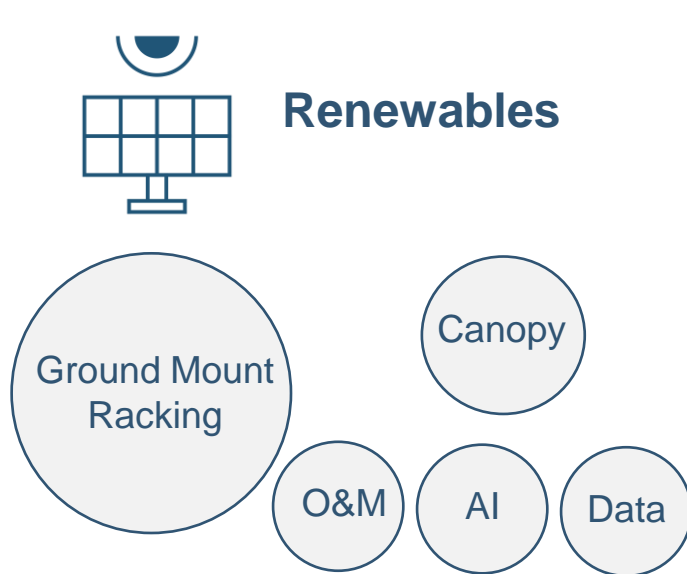 Renewables
Canopy
Ground Mount
Racking
O&M
AI
Data